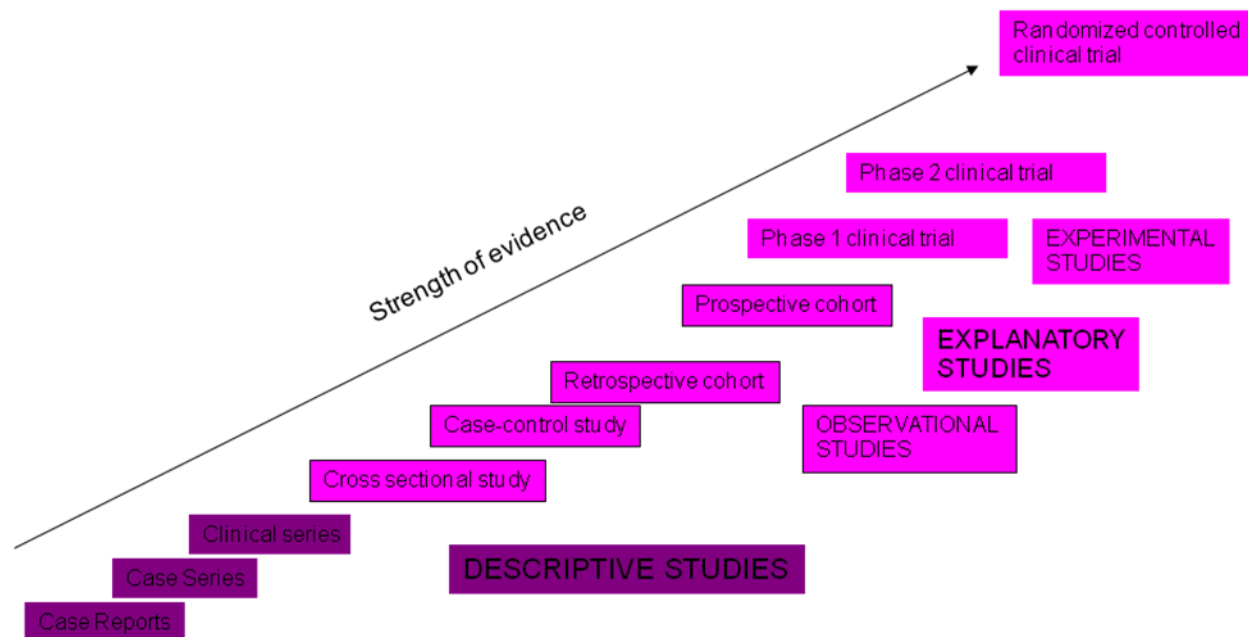 Randomized controlled
clinical trial
Phase 2 clinical trial
Strength of evidence
Phase 1 clinical trial
EXPERIMENTAL
STUDIES
Prospective cohort
EXPLANATORY
STUDIES
Retrospective cohort
Case-control study
OBSERVATIONAL
STUDIES
Cross sectional study
Clinical series
DESCRIPTIVE STUDIES
Case Series
Case Reports